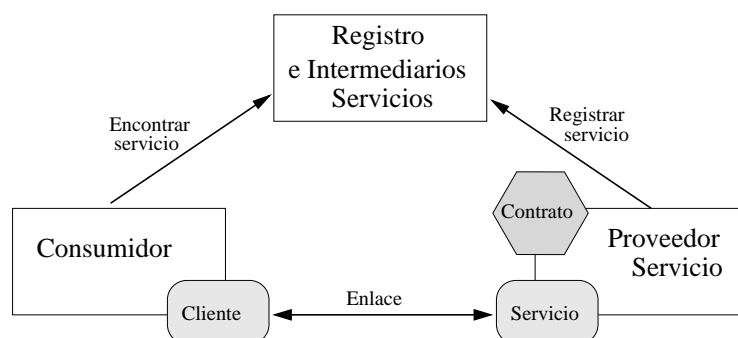 Registro
e Intermediarios
Servicios
Encontrar
servicio
Registrar
servicio
Contrato
Consumidor
Proveedor
Servicio
Cliente
Enlace
Servicio